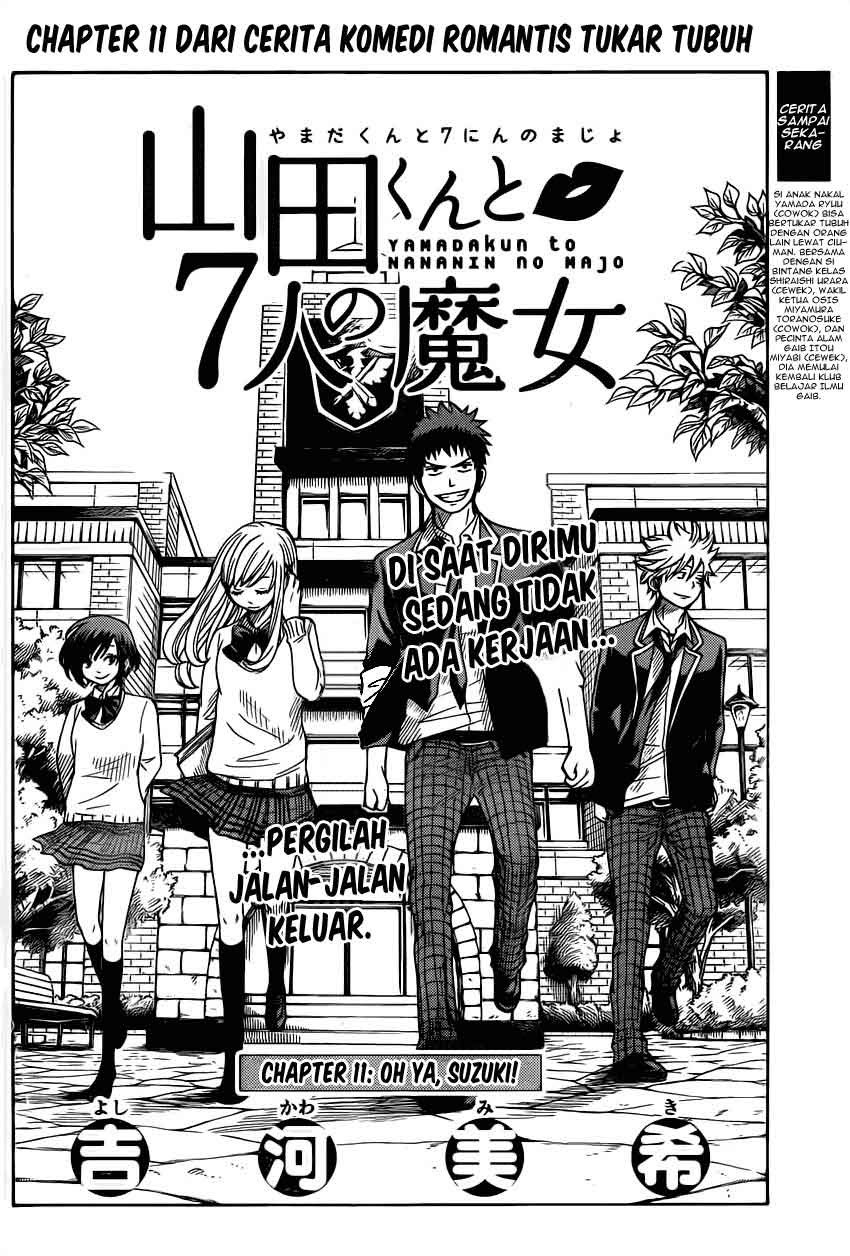 CHAPTER 11 DARI CERITA KOMEDI ROMANTIS TUKAR TUBUH
CERITA
SAMPAI
SEKA-
RANG
SI ANAK NAKAL
YAMADA RYUU
(COWOK) BISA
BERTUKAR TUBUH
DENGAN ORANG
LAIN LEWAT CIU-
MAN. BERSAMA
DENGAN SI
BINTANG KELAS
SHIRAISHI URARA
(CEWEK), WAKIL
KETUA OSIS
MIYAMURA
TORANOSUKE
(COWOK), DAN
PECINTA ALAM
GAIB ITOU
MIYABI (CEWEK),
DIA MEMULAI
KEMBALI KLUB
BELAJAR ILMU
GAIB.
やまだくんと7にんのまじょ
山田くんと
YAMADAKUN to
NANANIN no MAJO
7人の魔女
DI SAAT DIRIMU
SEDANG TIDAK
ADA KERJAAN...
...PERGILAH
JALAN-JALAN
KELUAR.
CHAPTER 11: OH YA, SUZUKI!
よし かわ み き
吉河美希